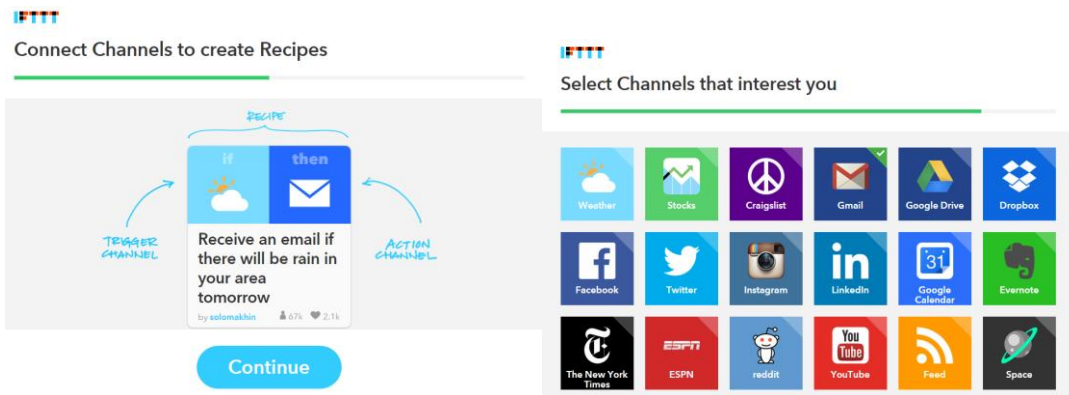 IFTTT
Connect Channels to create Recipes
RECIPE
if then
TRIGGER
CHANNEL
ACTION
CHANNEL
Receive an email if
there will be rain in
your area
tomorrow
by solomakhin 67k 2.1k
Continue
IFTTT
Select Channels that interest you
Weather Stocks Craigslist Gmail Google Drive Dropbox
31
Facebook Twitter Instagram LinkedIn Google
Calendar Evernote
ESPN
You
Tube
The New York
Times ESPN reddit YouTube Feed Space